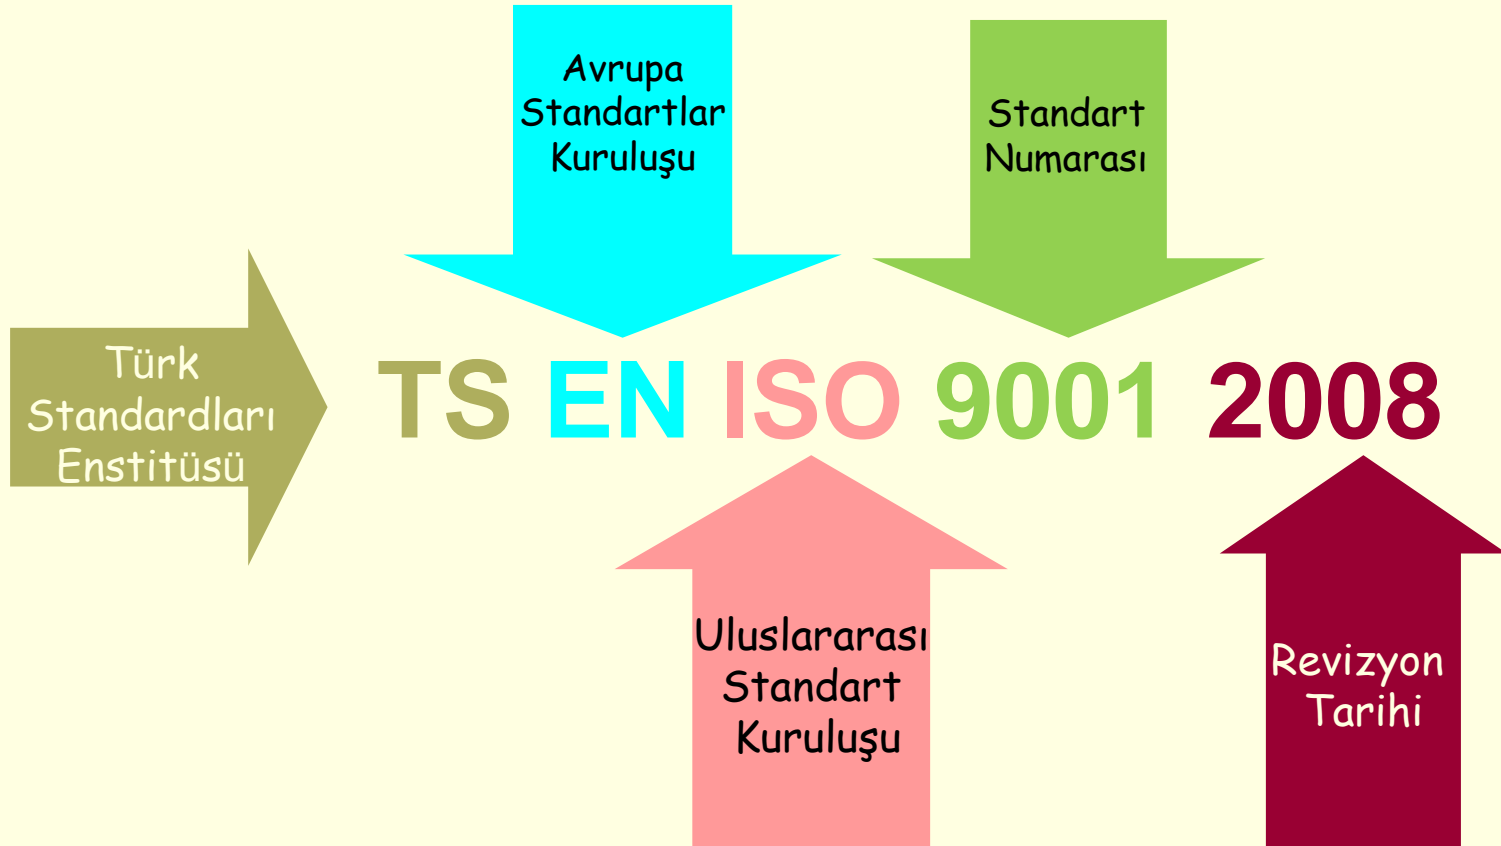 Avrupa
Standartlar
Kuruluşu
Standart
Numarası
Türk
Standardları
Enstitüsü
TS EN ISO 9001 2008
Uluslararası
Standart
Kuruluşu
Revizyon
Tarihi